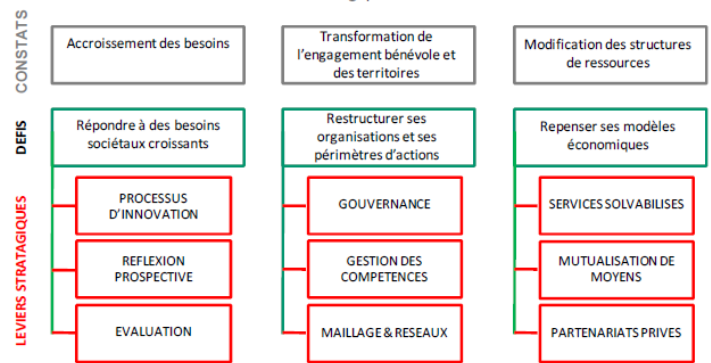 CONSTATS
Accroissement des besoins
Transformation de
l'engagement bénévole et
des territoires
Modification des structures
de ressources
DEFIS
Répondre à des besoins
sociétaux croissants
Restructurer ses
organisations et ses
périmètres d'actions
Repenser ses modèles
économiques
LEVIERS STRATAGIQUES
PROCESSUS
D'INNOVATION
GOUVERNANCE
SERVICES SOLVABILISES
REFLEXION
PROSPECTIVE
GESTION DES
COMPETENCES
MUTUALISATION DE
MOYENS
EVALUATION
MAILLAGE & RESEAUX
PARTENARIATS PRIVES